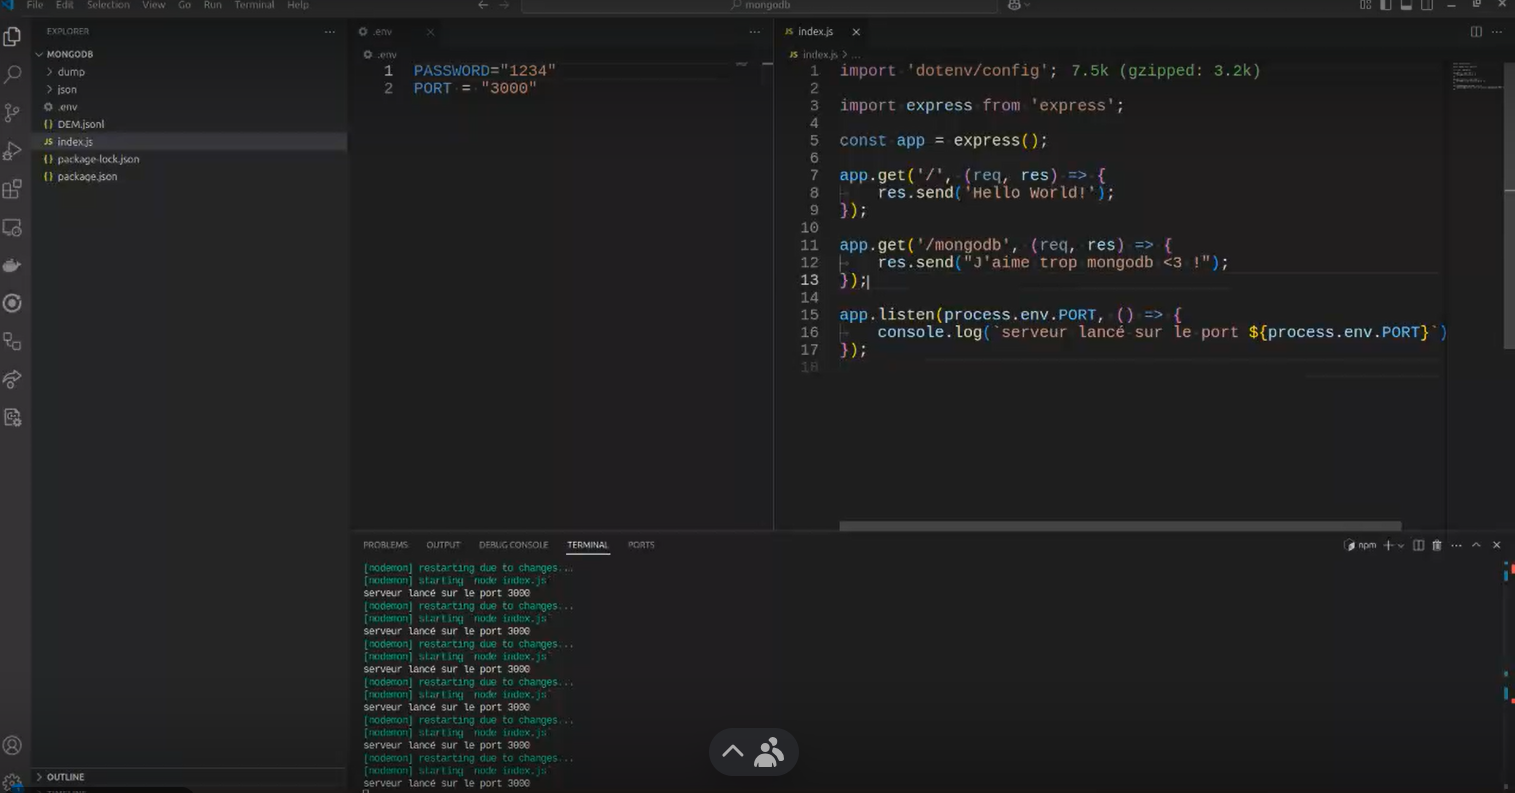 File Edit Selection View Go Run Terminal Help
mongodb
EXPLORER
MONGODB
dump
json
.env
DEM.jsonl
index.js
package-lock.json
package.json
OUTLINE
.env
.env
1 PASSWORD="1234"
2 PORT = "3000"
JS index.js
JS index.js > ...
1 import 'dotenv/config'; 7.5k (gzipped: 3.2k)
2
3 import express from 'express';
4
5 const app = express();
6
7 app.get('/', (req, res) => {
8 res.send('Hello World!');
9 });
10
11 app.get('/mongodb', (req, res) => {
12 res.send("J'aime trop mongodb <3 !");
13 });
14
15 app.listen(process.env.PORT, () => {
16 console.log(`serveur lancé sur le port ${process.env.PORT}`)
17 });
18
PROBLEMS OUTPUT DEBUG CONSOLE TERMINAL PORTS
npm
[nodemon] restarting due to changes...
[nodemon] starting `node index.js`
serveur lancé sur le port 3000
[nodemon] restarting due to changes...
[nodemon] starting `node index.js`
serveur lancé sur le port 3000
[nodemon] restarting due to changes...
[nodemon] starting `node index.js`
serveur lancé sur le port 3000
[nodemon] restarting due to changes...
[nodemon] starting `node index.js`
serveur lancé sur le port 3000
[nodemon] restarting due to changes...
[nodemon] starting `node index.js`
serveur lancé sur le port 3000
[nodemon] restarting due to changes...
[nodemon] starting `node index.js`
serveur lancé sur le port 3000